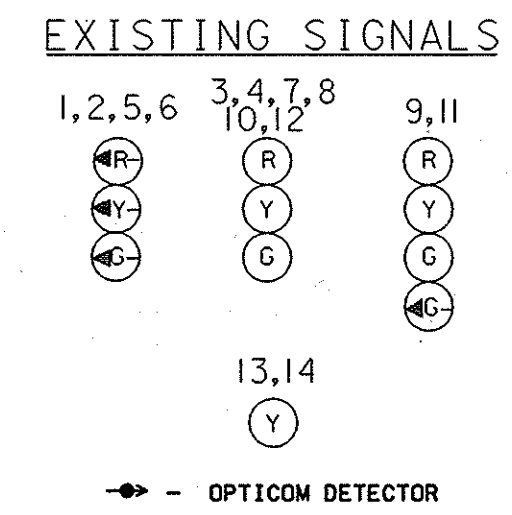 EXISTING SIGNALS
1,2,5,6
3,4,7,8
10,12
9,11
R R R
Y Y Y
G G G
G
13,14
Y
- OPTICOM DETECTOR